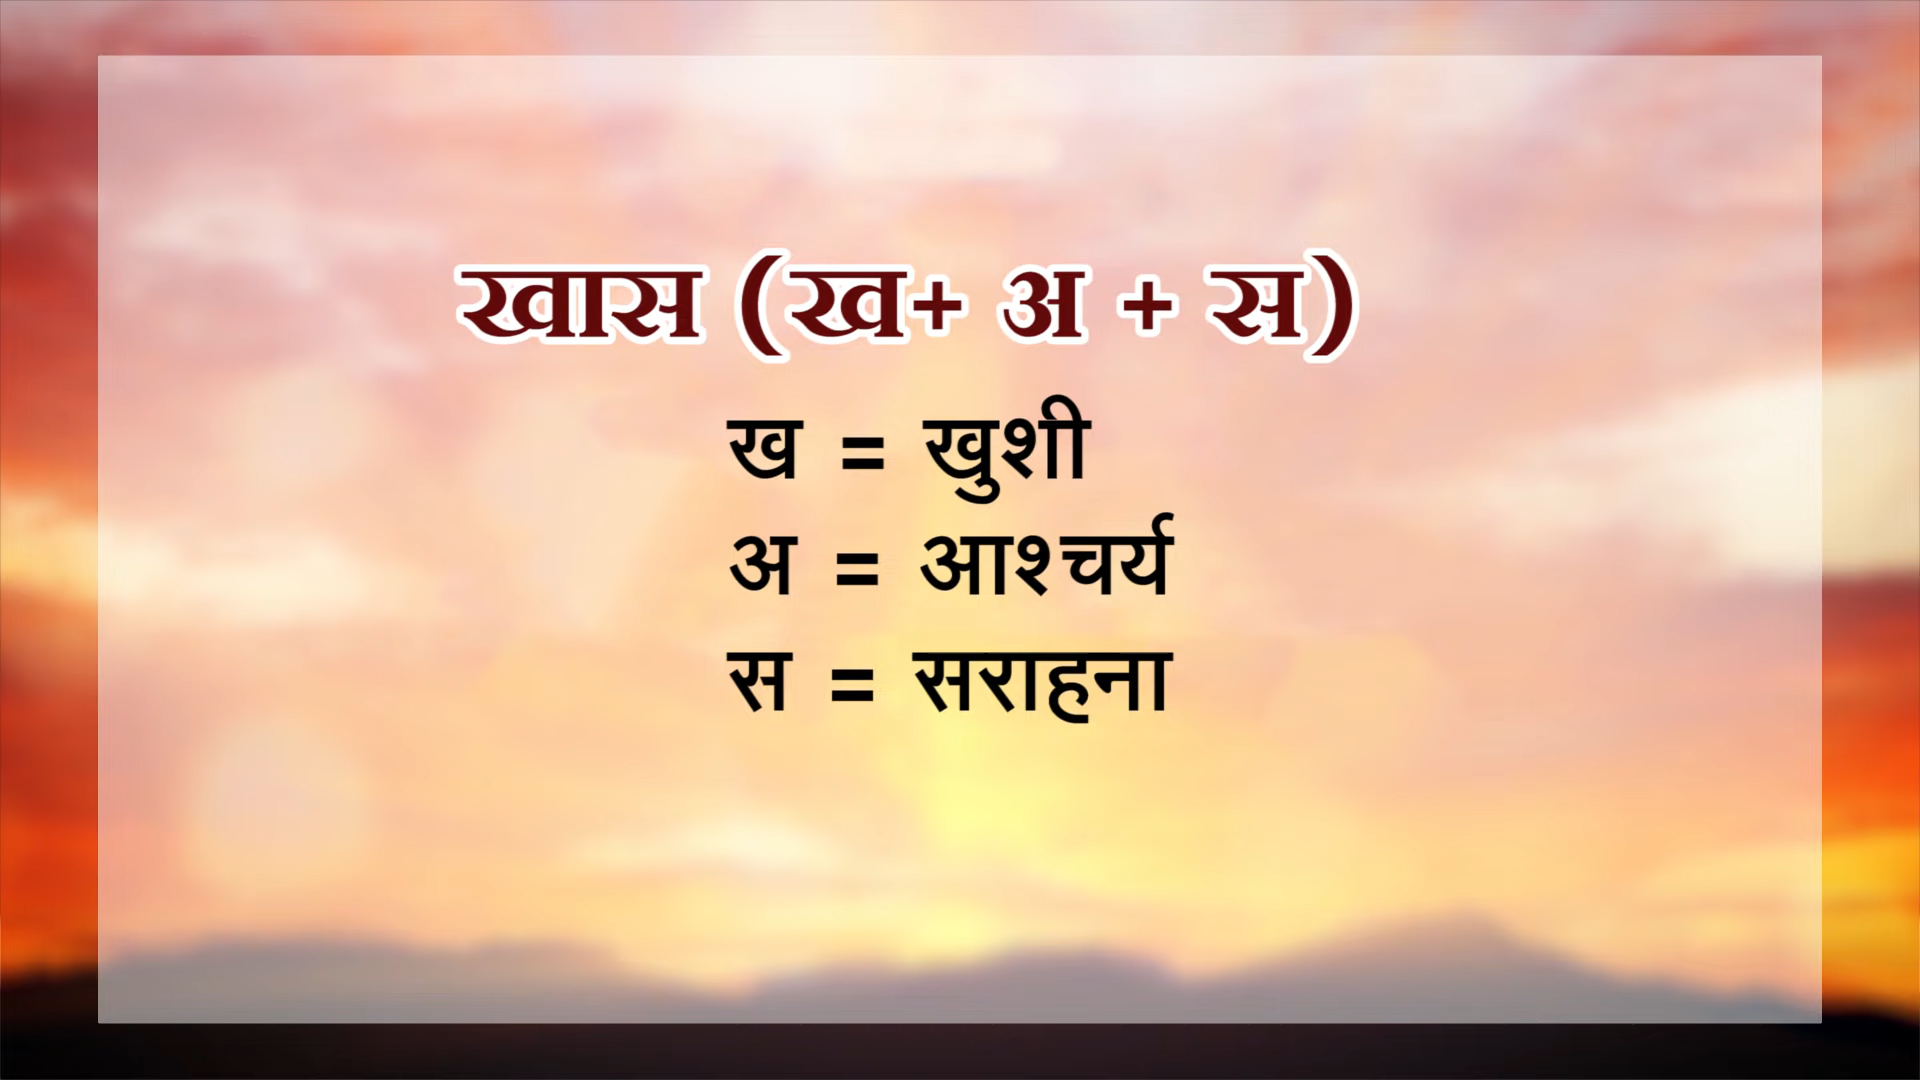 खास (ख+ अ + स)
ख = खुशी
अ = आश्चर्य
स = सराहना